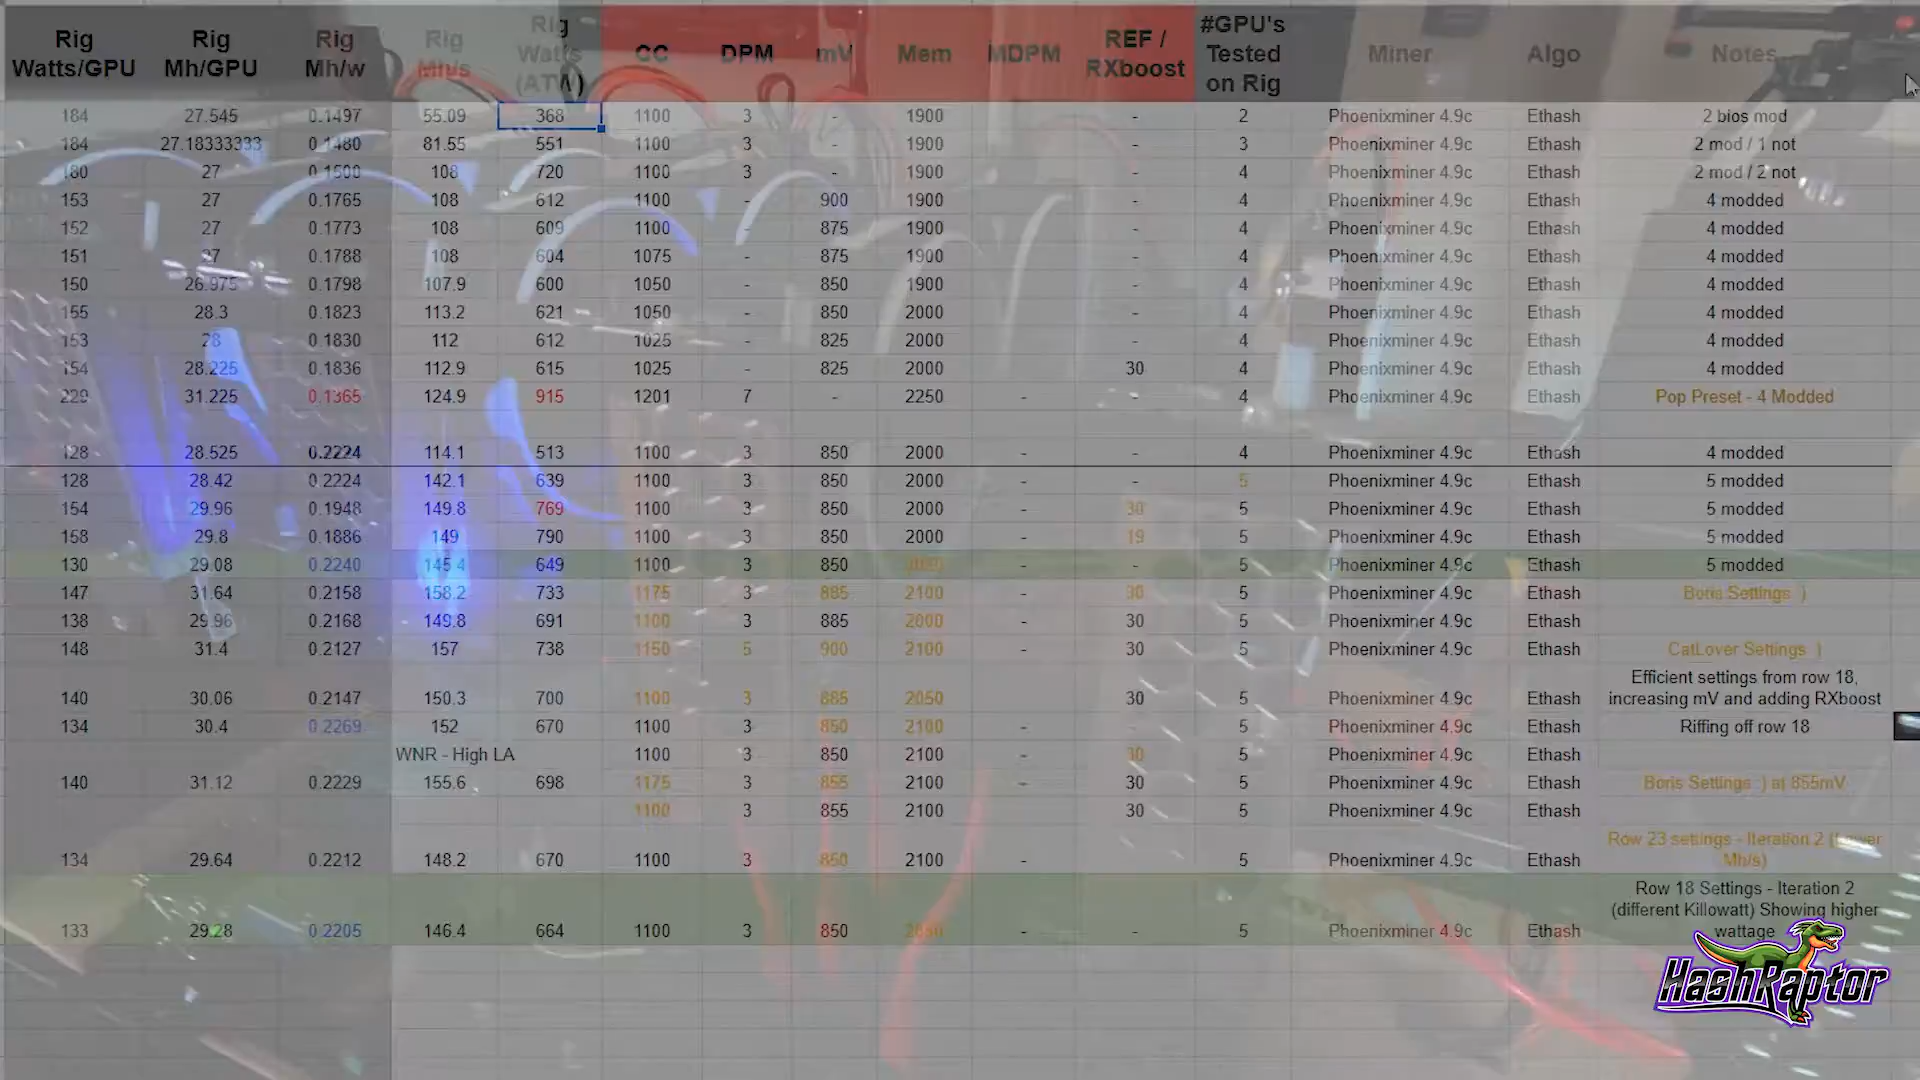 Rig Watts/GPU Rig Mh/GPU Rig Mh/w Rig Mh/s Rig Watts (ATW) CC DPM mV Mem MDPM REF / RXboost #GPU's Tested on Rig Miner Algo Notes
184 27.545 0.1497 55.09 368 1100 3 - 1900 - 2 Phoenixminer 4.9c Ethash 2 bios mod
184 27.18333333 0.1480 81.55 551 1100 3 - 1900 - 3 Phoenixminer 4.9c Ethash 2 mod / 1 not
180 27 0.1500 108 720 1100 3 - 1900 - 4 Phoenixminer 4.9c Ethash 2 mod / 2 not
153 27 0.1765 108 612 1100 - 900 1900 - 4 Phoenixminer 4.9c Ethash 4 modded
152 27 0.1773 108 609 1100 - 875 1900 - 4 Phoenixminer 4.9c Ethash 4 modded
151 27 0.1788 108 604 1075 - 875 1900 - 4 Phoenixminer 4.9c Ethash 4 modded
150 26.975 0.1798 107.9 600 1050 - 850 1900 - 4 Phoenixminer 4.9c Ethash 4 modded
155 28.3 0.1823 113.2 621 1050 - 850 2000 - 4 Phoenixminer 4.9c Ethash 4 modded
153 28 0.1830 112 612 1025 - 825 2000 - 4 Phoenixminer 4.9c Ethash 4 modded
154 28.225 0.1836 112.9 615 1025 - 825 2000 30 4 Phoenixminer 4.9c Ethash 4 modded
229 31.225 0.1365 124.9 915 1201 7 - 2250 - 4 Phoenixminer 4.9c Ethash Pop Preset - 4 Modded
128 28.525 0.2224 114.1 513 1100 3 850 2000 - - 4 Phoenixminer 4.9c Ethash 4 modded
128 28.42 0.2224 142.1 639 1100 3 850 2000 - - 5 Phoenixminer 4.9c Ethash 5 modded
154 29.96 0.1948 149.8 769 1100 3 850 2000 - 30 5 Phoenixminer 4.9c Ethash 5 modded
158 29.8 0.1886 149 790 1100 3 850 2000 - 19 5 Phoenixminer 4.9c Ethash 5 modded
130 29.08 0.2240 145.4 649 1100 3 850 - - 5 Phoenixminer 4.9c Ethash 5 modded
147 31.64 0.2158 158.2 733 1175 3 885 2100 - 30 5 Phoenixminer 4.9c Ethash Boris Settings :)
138 29.96 0.2168 149.8 691 1100 3 885 2000 - 30 5 Phoenixminer 4.9c Ethash
148 31.4 0.2127 157 738 1150 5 900 2100 - 30 5 Phoenixminer 4.9c Ethash CatLover Settings :)
140 30.06 0.2147 150.3 700 1100 3 885 2050 30 5 Phoenixminer 4.9c Ethash Efficient settings from row 18, increasing mV and adding RXboost
134 30.4 0.2269 152 670 1100 3 850 2100 - - 5 Phoenixminer 4.9c Ethash Riffing off row 18
WNR - High LA 1100 3 850 2100 - 30 5 Phoenixminer 4.9c Ethash
140 31.12 0.2229 155.6 698 1175 3 855 2100 - 30 5 Phoenixminer 4.9c Ethash Boris Settings :) at 855mV
1100 3 855 2100 30 5 Phoenixminer 4.9c Ethash
134 29.64 0.2212 148.2 670 1100 3 850 2100 - 5 Phoenixminer 4.9c Ethash Row 23 settings - Iteration 2 (Lower Mh/s)
133 29.28 0.2205 146.4 664 1100 3 850 - 5 Phoenixminer 4.9c Ethash Row 18 Settings - Iteration 2 (different Killowatt) Showing higher wattage
HashRaptor